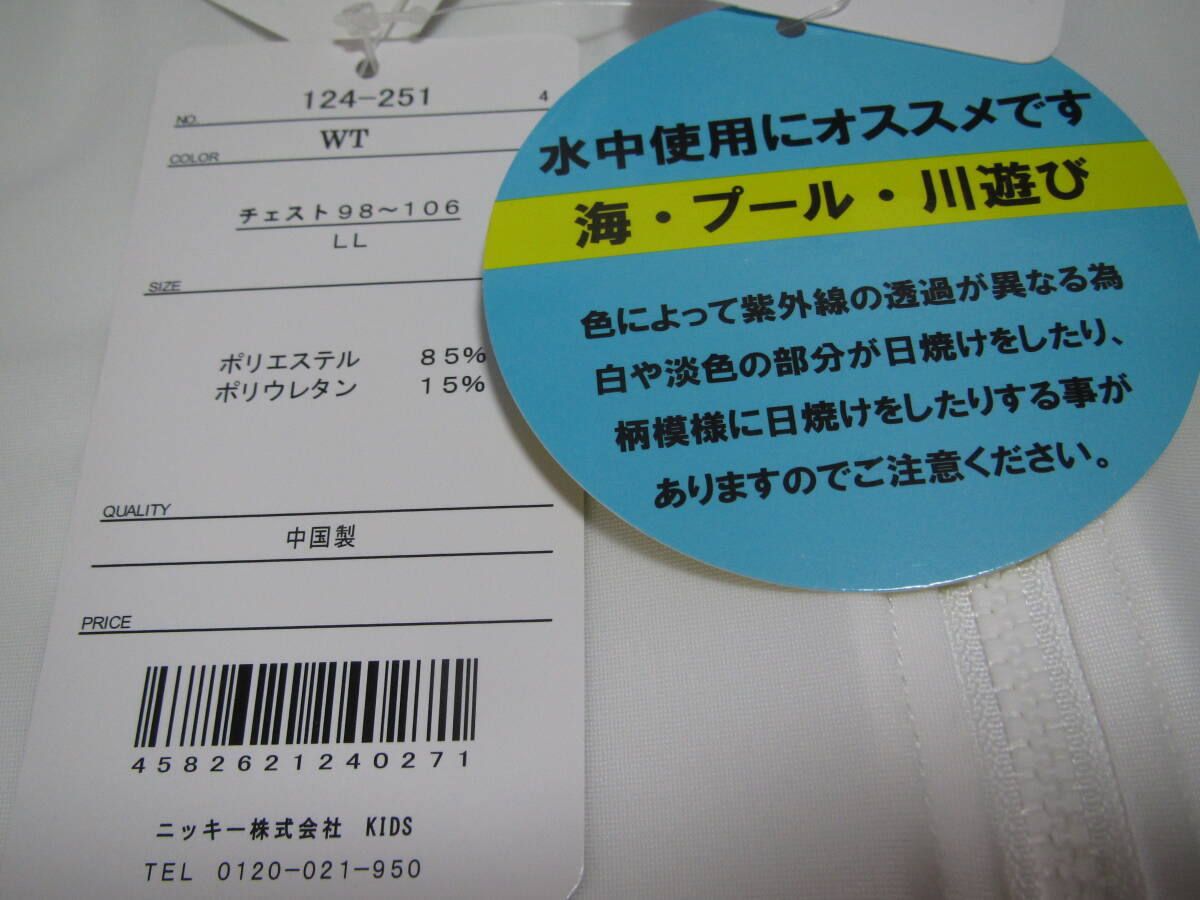 124-251 4
NO.
WT
COLOR
チェスト98〜106
LL
SIZE
ポリエステル 85%
ポリウレタン 15%
QUALITY
中国製
PRICE
4582621240271
ニッキー株式会社 KIDS
TEL 0120-021-950
水中使用にオススメです
海・プール・川遊び
色によって紫外線の透過が異なる為
白や淡色の部分が日焼けをしたり、
柄模様に日焼けをしたりする事が
ありますのでご注意ください。